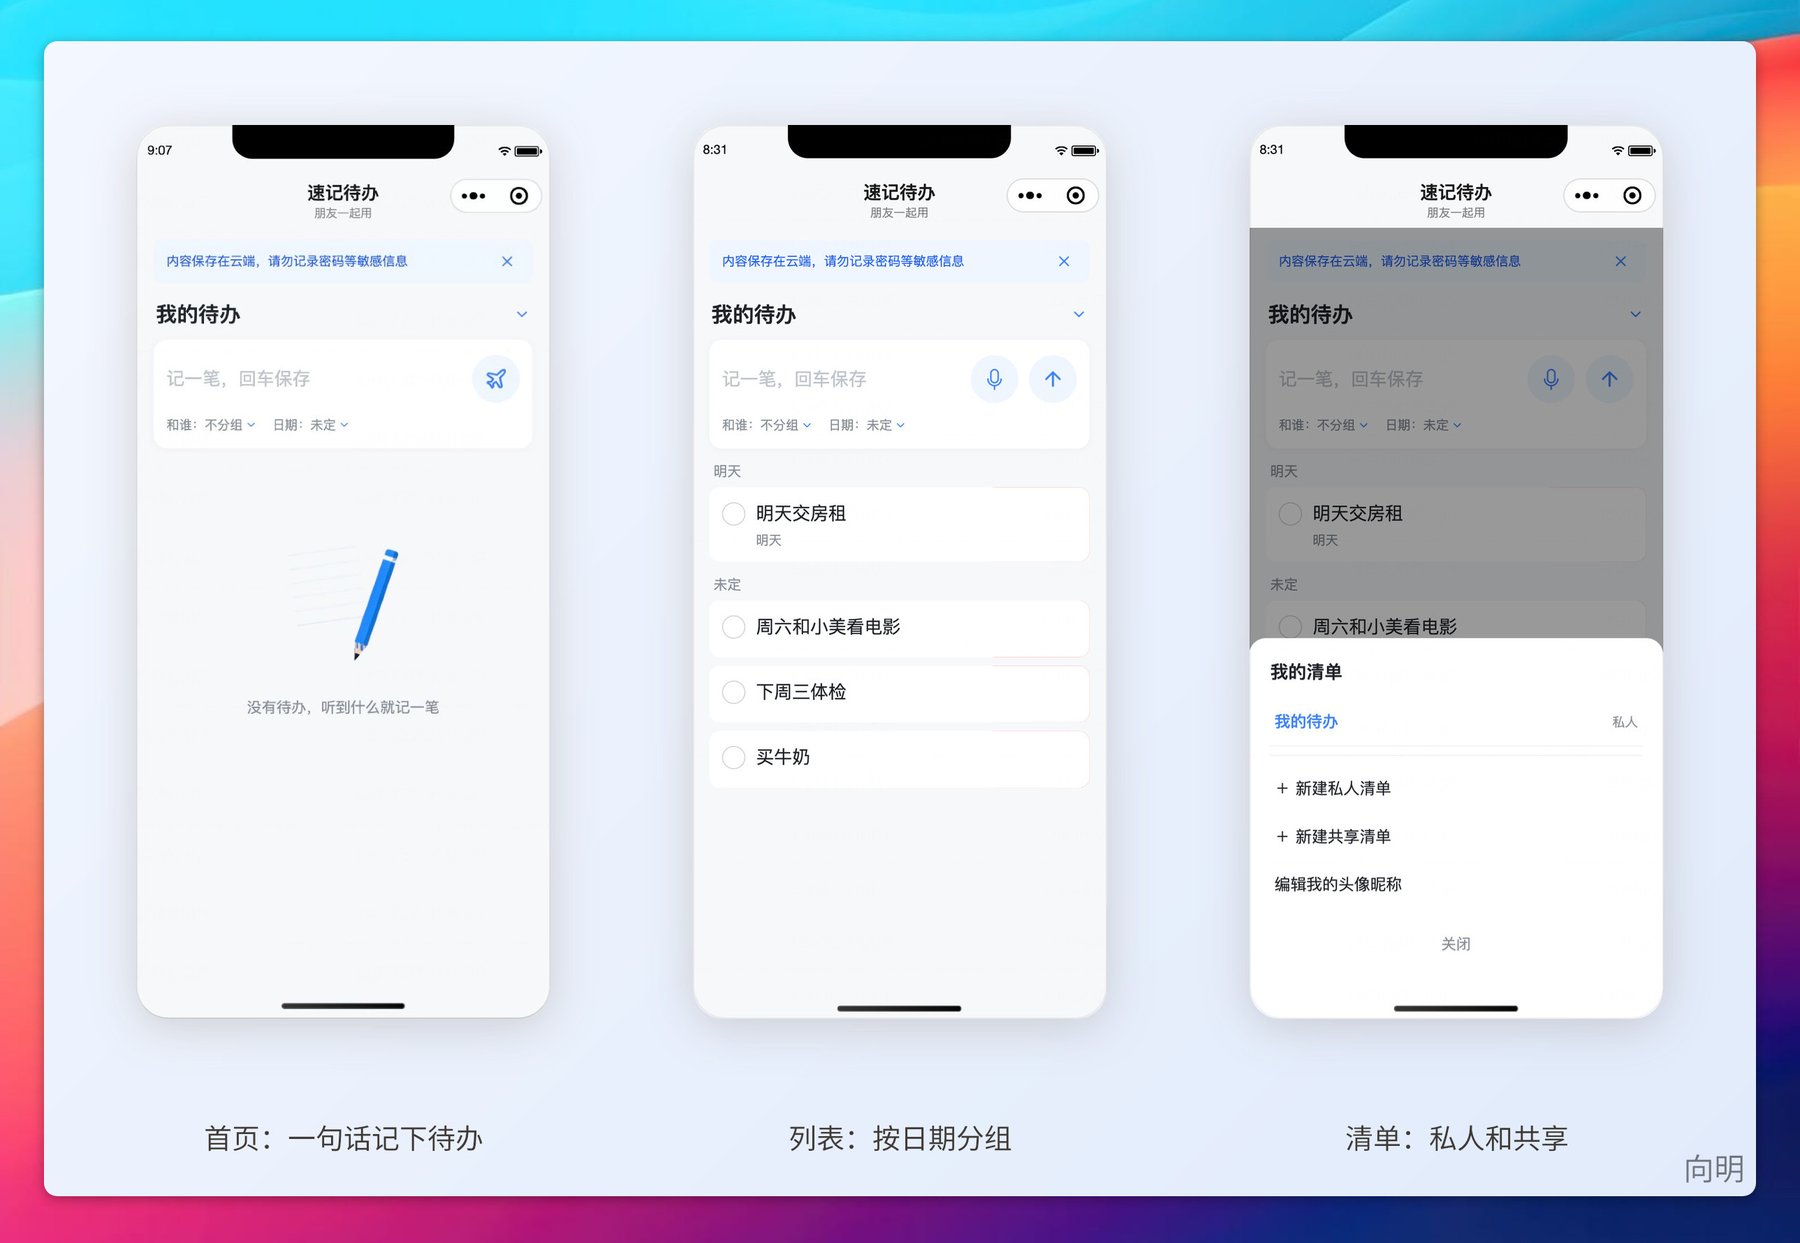 9:07
速记待办
朋友一起用
内容保存在云端，请勿记录密码等敏感信息
我的待办
记一笔，回车保存
和谁：不分组 日期：未定
没有待办，听到什么就记一笔
首页：一句话记下待办
8:31
速记待办
朋友一起用
内容保存在云端，请勿记录密码等敏感信息
我的待办
记一笔，回车保存
和谁：不分组 日期：未定
明天
明天交房租
明天
未定
周六和小美看电影
下周三体检
买牛奶
列表：按日期分组
8:31
速记待办
朋友一起用
内容保存在云端，请勿记录密码等敏感信息
我的待办
记一笔，回车保存
和谁：不分组 日期：未定
明天
明天交房租
明天
未定
周六和小美看电影
我的清单
我的待办 私人
+ 新建私人清单
+ 新建共享清单
编辑我的头像昵称
关闭
清单：私人和共享
向明